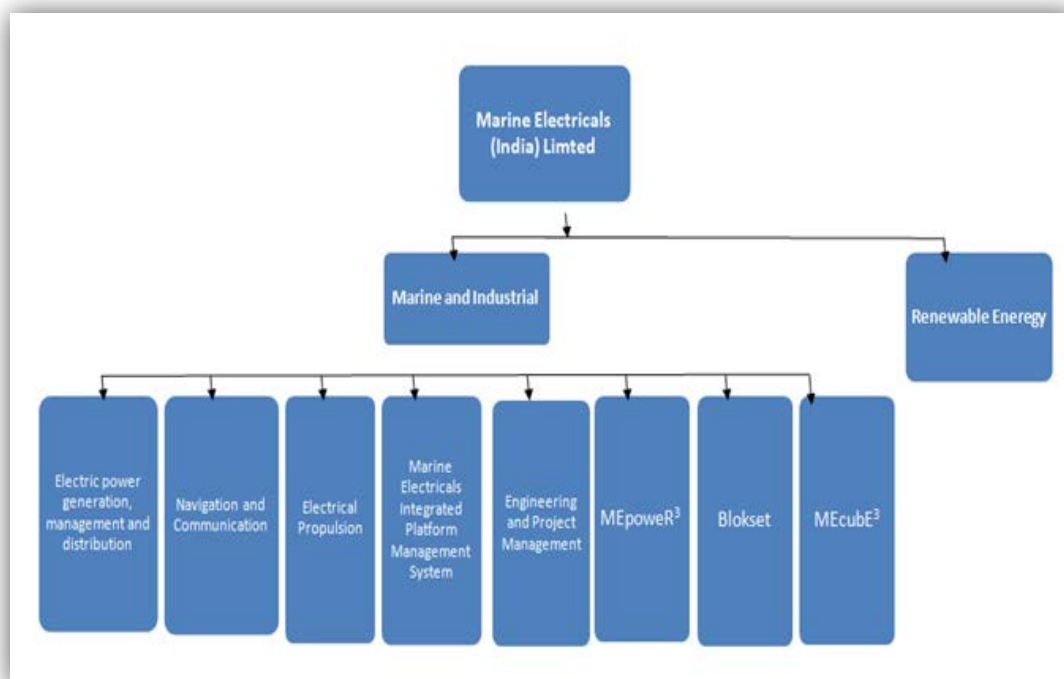 Marine Electricals
(India) Limted
Marine and Industrial
Renewable Eneregy
Electric power
generation,
management and
distribution
Navigation and
Communication
Electrical
Propulsion
Marine
Electricals
Integrated
Platform
Management
System
Engineering
and Project
Management
MEpoweR³
Blokset
MEcubE³